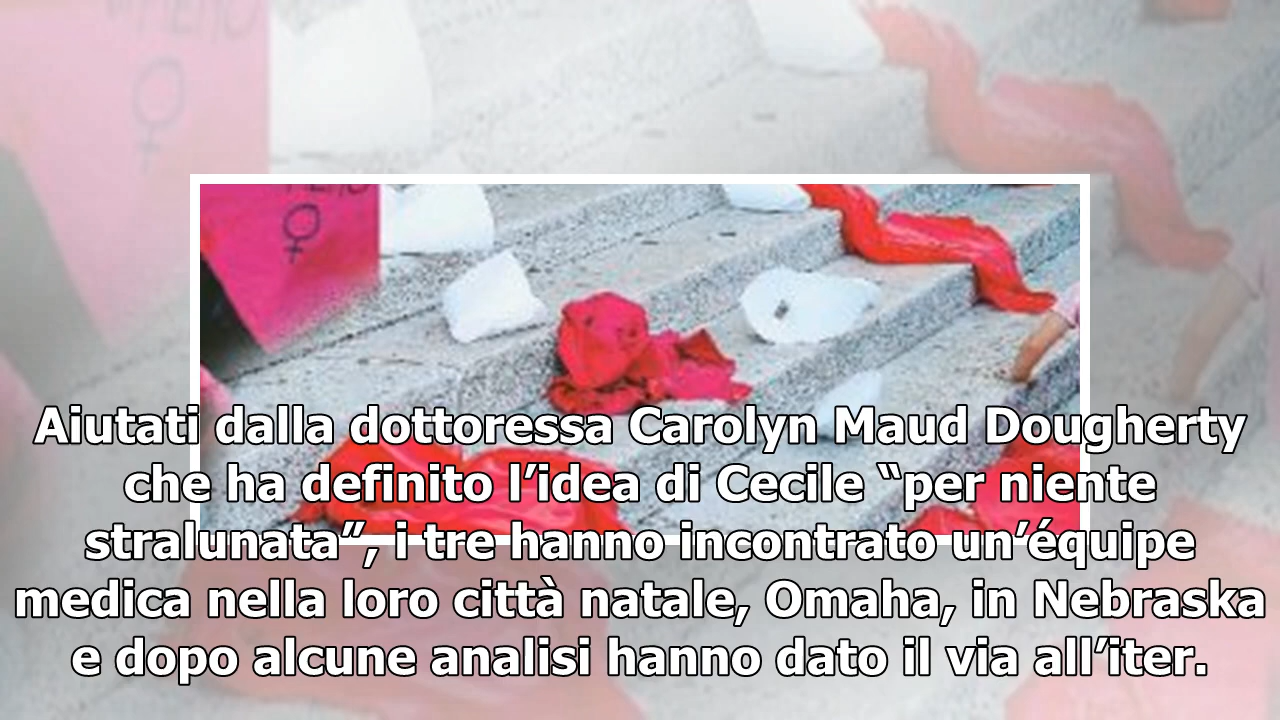 Aiutati dalla dottoressa Carolyn Maud Dougherty
che ha definito l’idea di Cecile “per niente
stralunata”, i tre hanno incontrato un’équipe
medica nella loro città natale, Omaha, in Nebraska
e dopo alcune analisi hanno dato il via all’iter.